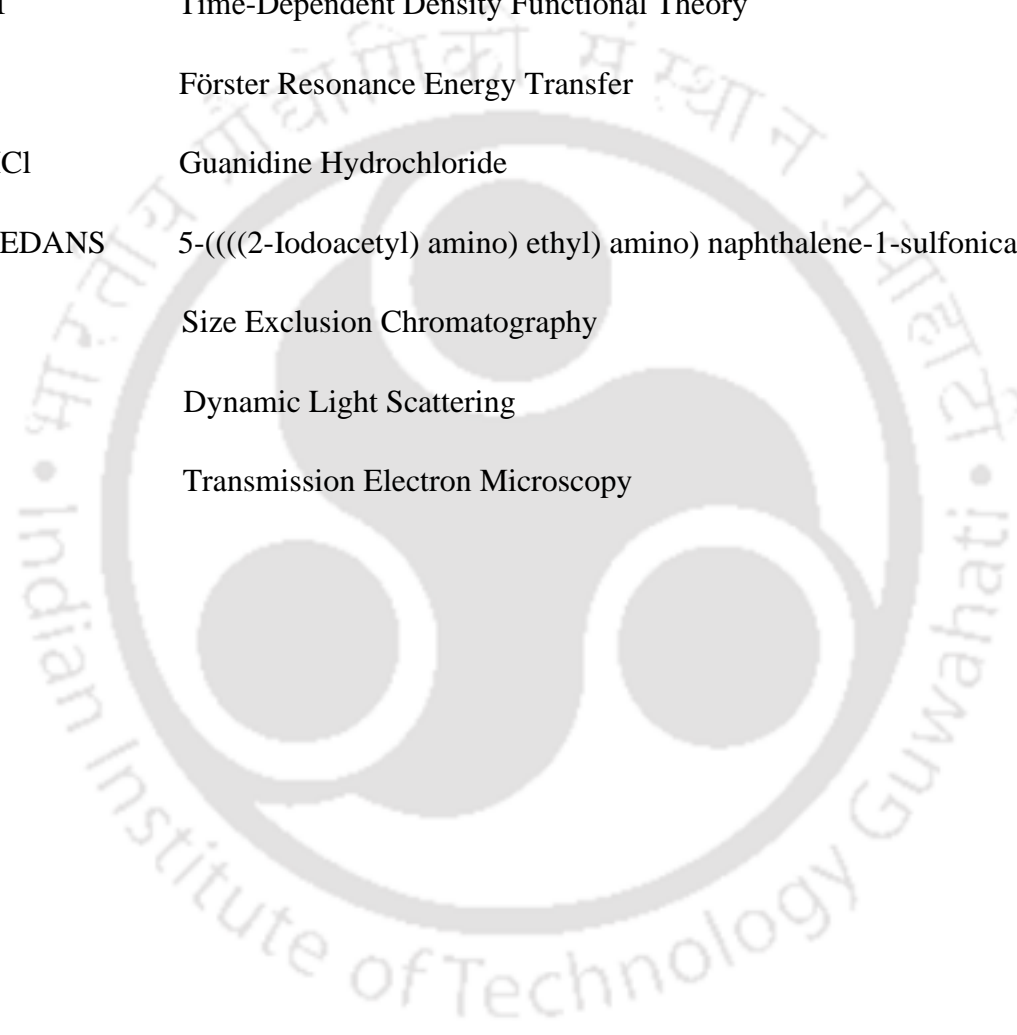 Time-Dependent Density Functional Theory
Förster Resonance Energy Transfer
Cl Guanidine Hydrochloride
EDANS 5-((((2-Iodoacetyl) amino) ethyl) amino) naphthalene-1-sulfonica
Size Exclusion Chromatography
Dynamic Light Scattering
Transmission Electron Microscopy
Indian Institute of Technology Guwahati